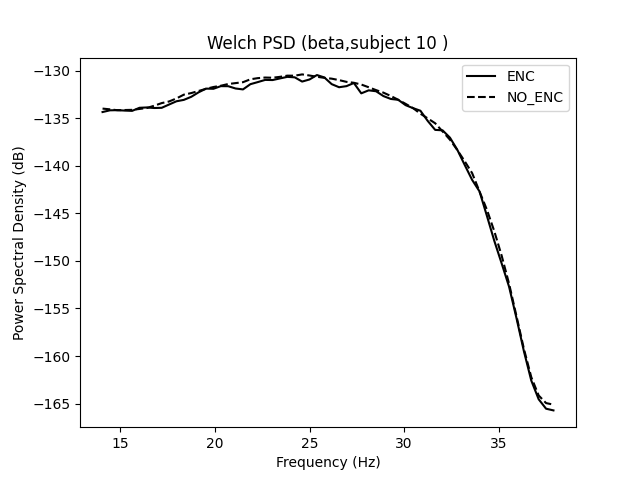 Welch PSD (beta,subject 10 )
ENC
NO_ENC
Power Spectral Density (dB)
−130
−135
−140
−145
−150
−155
−160
−165
15
20
25
30
35
Frequency (Hz)